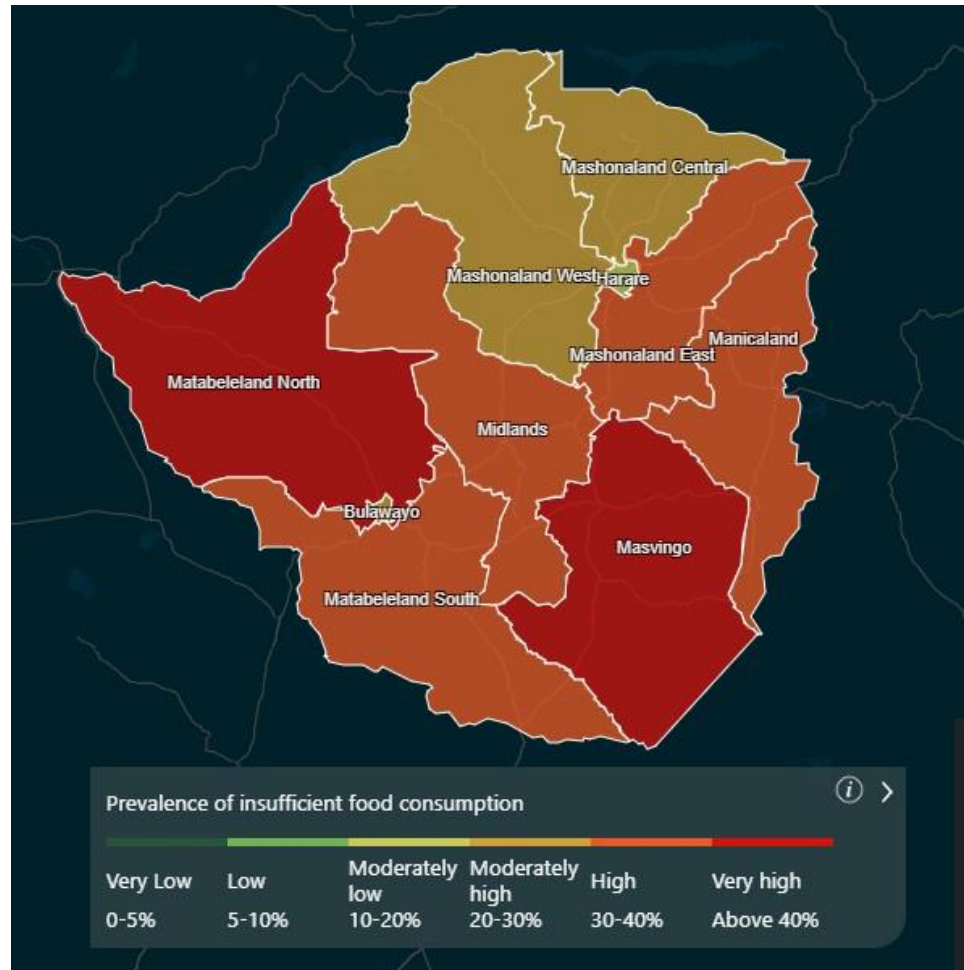 Mashonaland Central
Mashonaland West
Harare
Manicaland
Mashonaland East
Matabeleland North
Midlands
Bulawayo
Masvingo
Matabeleland South
Prevalence of insufficient food consumption
i >
Very Low
Low
Moderately
low
Moderately
high
High
Very high
0-5%
5-10%
10-20%
20-30%
30-40%
Above 40%